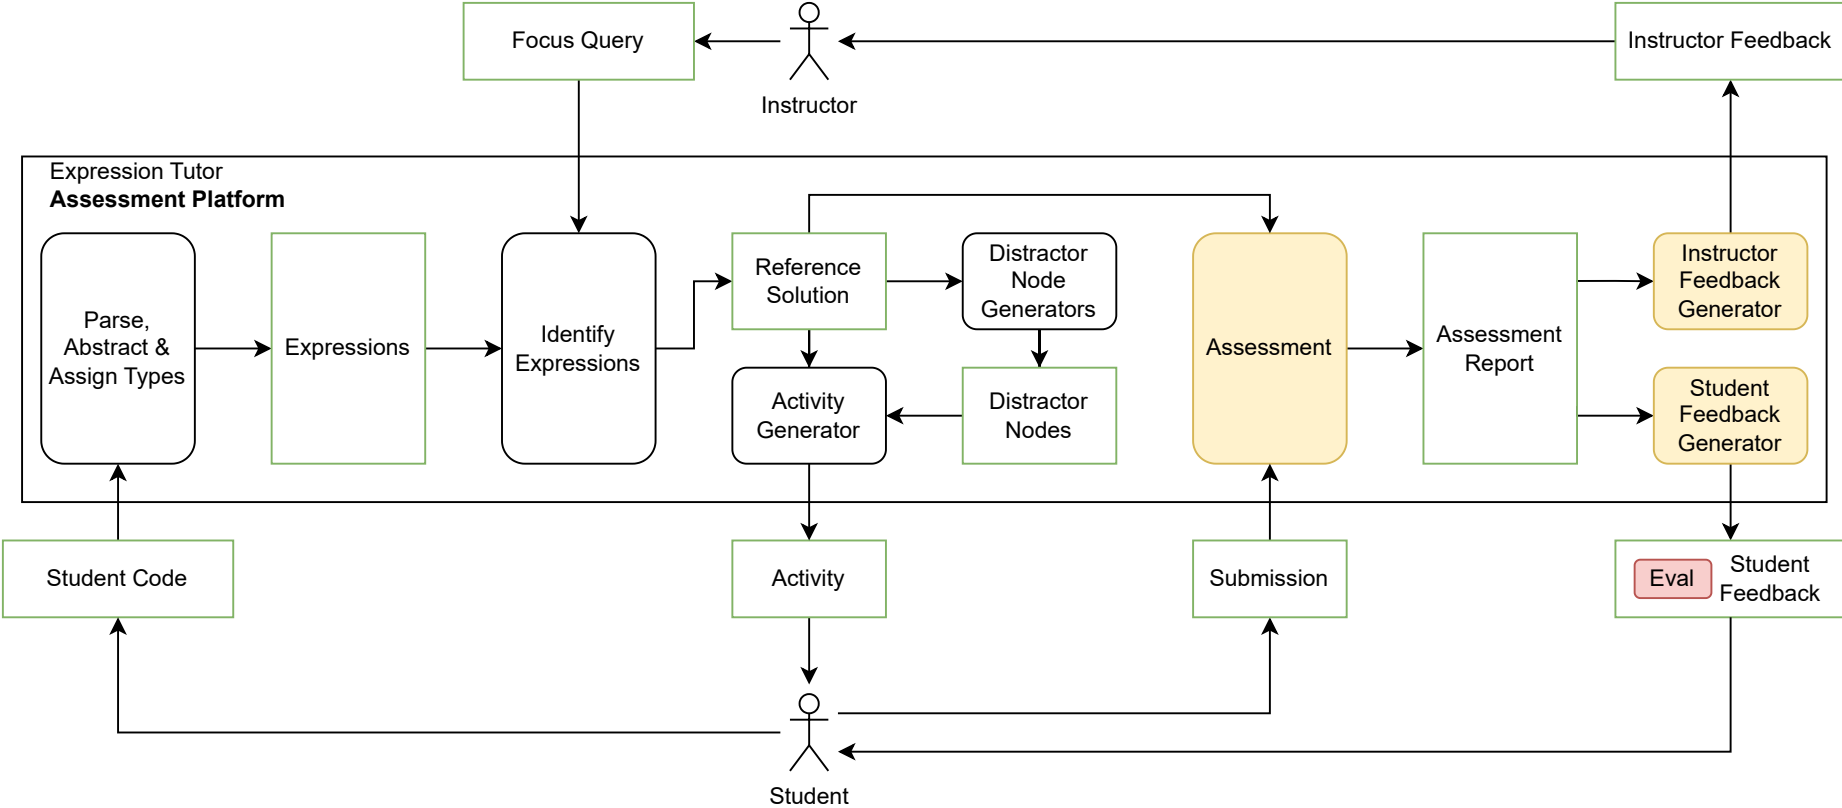 Focus Query
Instructor
Instructor Feedback
Expression Tutor
Assessment Platform
Parse,
Abstract &
Assign Types
Expressions
Identify
Expressions
Reference
Solution
Distractor
Node
Generators
Activity
Generator
Distractor
Nodes
Assessment
Assessment
Report
Instructor
Feedback
Generator
Student
Feedback
Generator
Student Code
Activity
Submission
Eval
Student
Feedback
Student